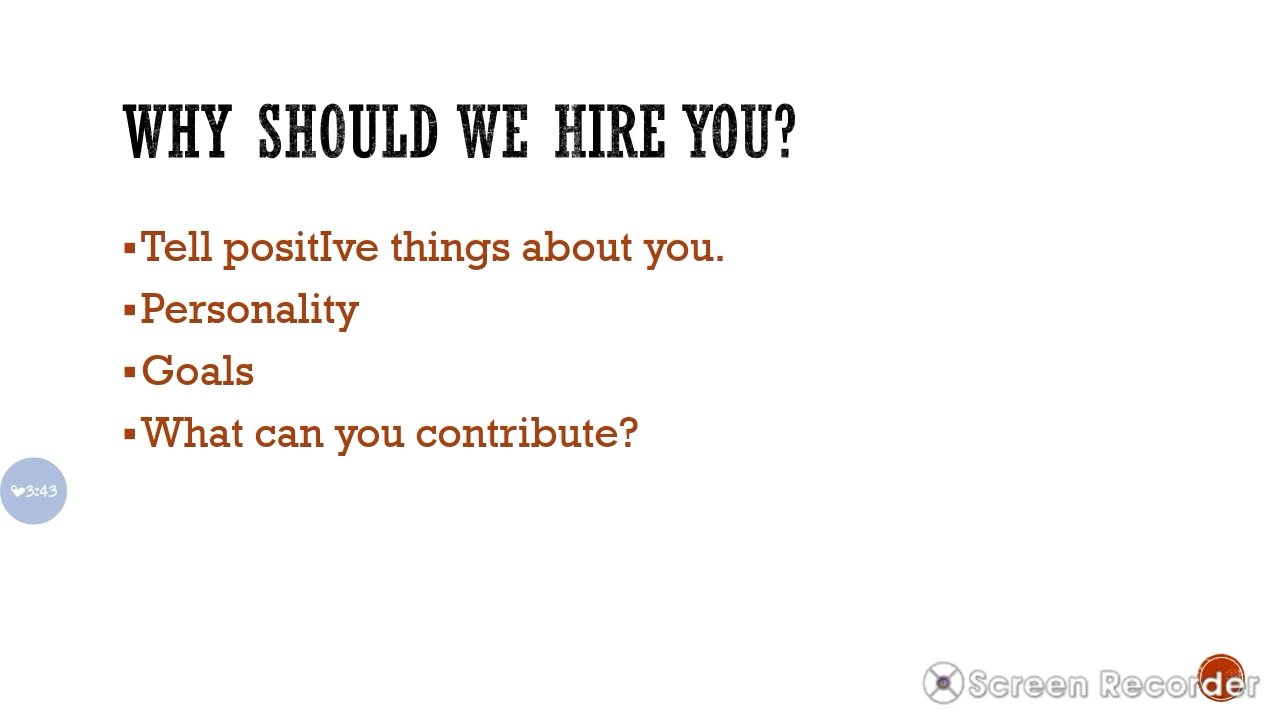 WHY SHOULD WE HIRE YOU?
▪Tell positIve things about you.
▪Personality
▪Goals
▪What can you contribute?
❤3:43
Screen Recorder